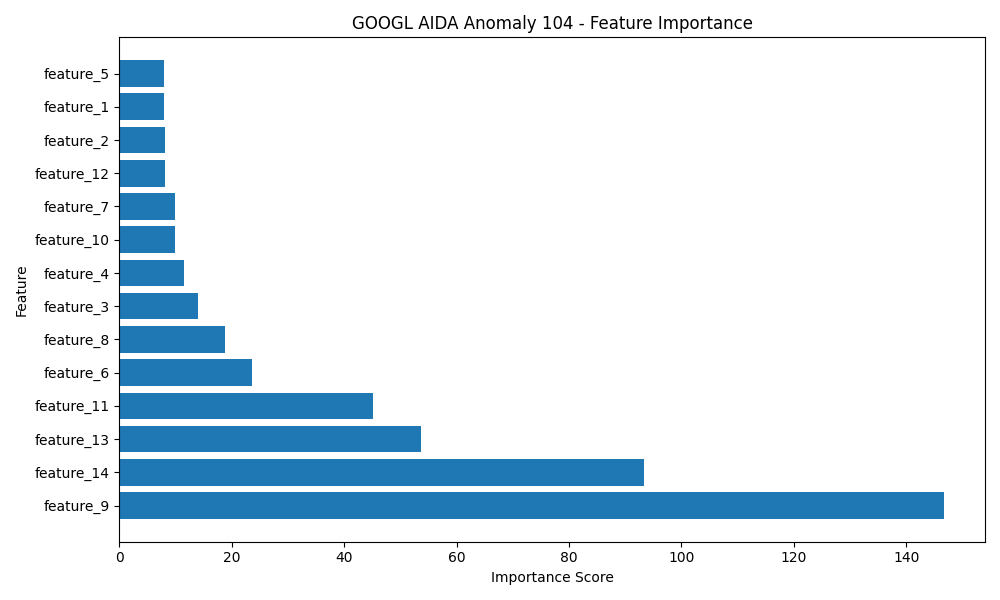 GOOGL AIDA Anomaly 104 - Feature Importance
Feature
feature_5
feature_1
feature_2
feature_12
feature_7
feature_10
feature_4
feature_3
feature_8
feature_6
feature_11
feature_13
feature_14
feature_9
0 20 40 60 80 100 120 140
Importance Score